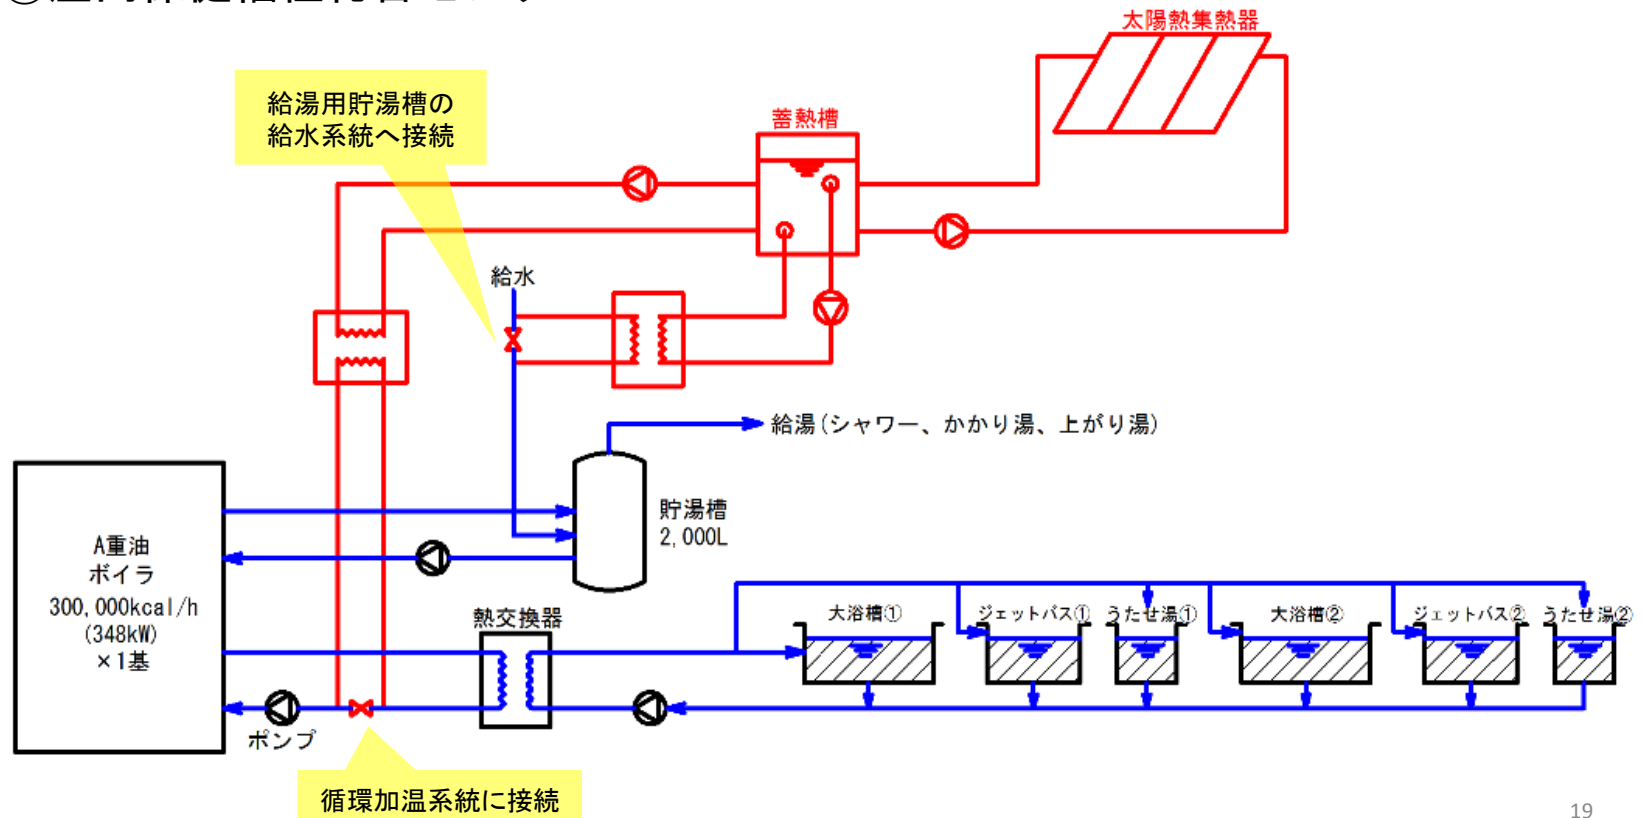 太陽熱集熱器
給湯用貯湯槽の
給水系統へ接続
蓄熱槽
給水
給湯(シャワー、かかり湯、上がり湯)
貯湯槽
2,000L
A重油
ボイラ
300,000kcal/h
(348kW)
×1基
熱交換器
大浴槽①
ジェットバス①
うたせ湯①
大浴槽②
ジェットバス②
うたせ湯②
ポンプ
循環加温系統に接続
19